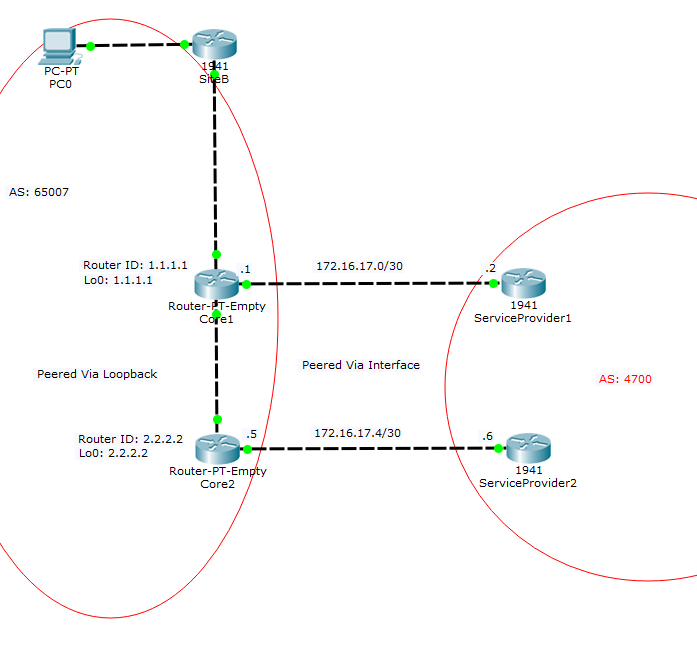 PC-PT
PC0
1941
SiteB
AS: 65007
Router ID: 1.1.1.1
Lo0: 1.1.1.1
.1
172.16.17.0/30
.2
Router-PT-Empty
Core1
1941
ServiceProvider1
Peered Via Loopback
Peered Via Interface
AS: 4700
Router ID: 2.2.2.2
Lo0: 2.2.2.2
.5
172.16.17.4/30
.6
Router-PT-Empty
Core2
1941
ServiceProvider2